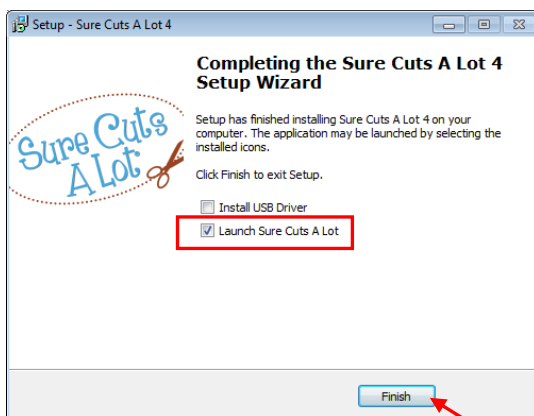 Setup - Sure Cuts A Lot 4
Completing the Sure Cuts A Lot 4
Setup Wizard
Setup has finished installing Sure Cuts A Lot 4 on your
computer. The application may be launched by selecting the
installed icons.
Click Finish to exit Setup.
Sure Cuts
A Lot
Install USB Driver
Launch Sure Cuts A Lot
Finish